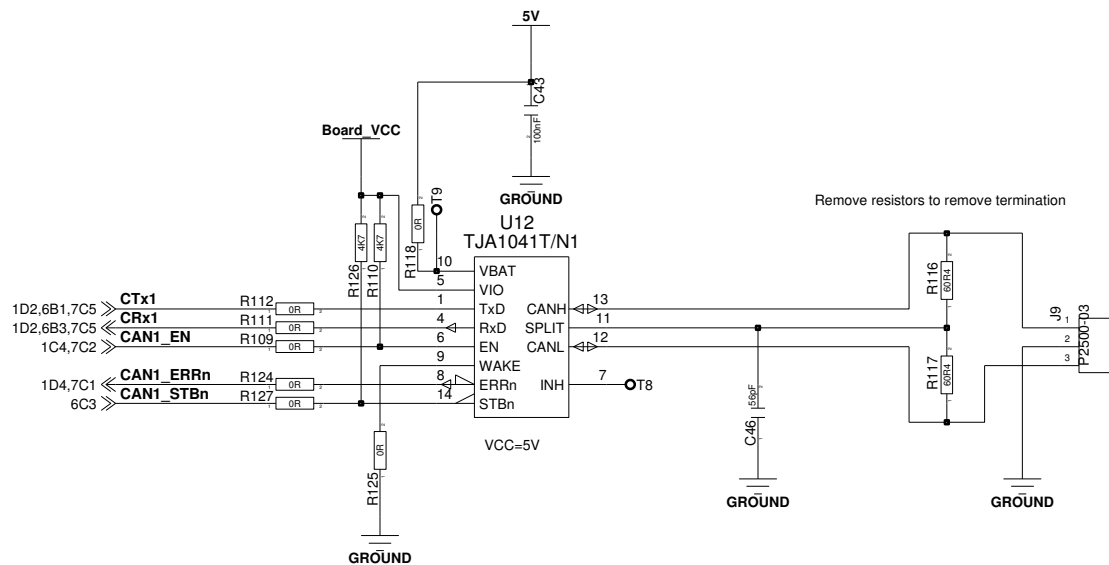 5V
C43
100nF
GROUND
Board_VCC
T9
Remove resistors to remove termination
0R
R118
U12
TJA1041T/N1
4K7
4K7
R126
R110
10 VBAT
5 VIO
1D2,6B1,7C5 CTx1 R112 0R 1 TxD CANH 13
1D2,6B3,7C5 CRx1 R111 0R 4 RxD SPLIT 11
1C4,7C2 CAN1_EN R109 0R 6 EN CANL 12
9 WAKE
1D4,7C1 CAN1_ERRn R124 0R 8 ERRn INH 7 T8
6C3 CAN1_STBn R127 0R 14 STBn
VCC=5V
R116
60R4
R117
60R4
J9
P2500-03
1
2
3
56pF
C46
GROUND
GROUND
0R
R125
GROUND